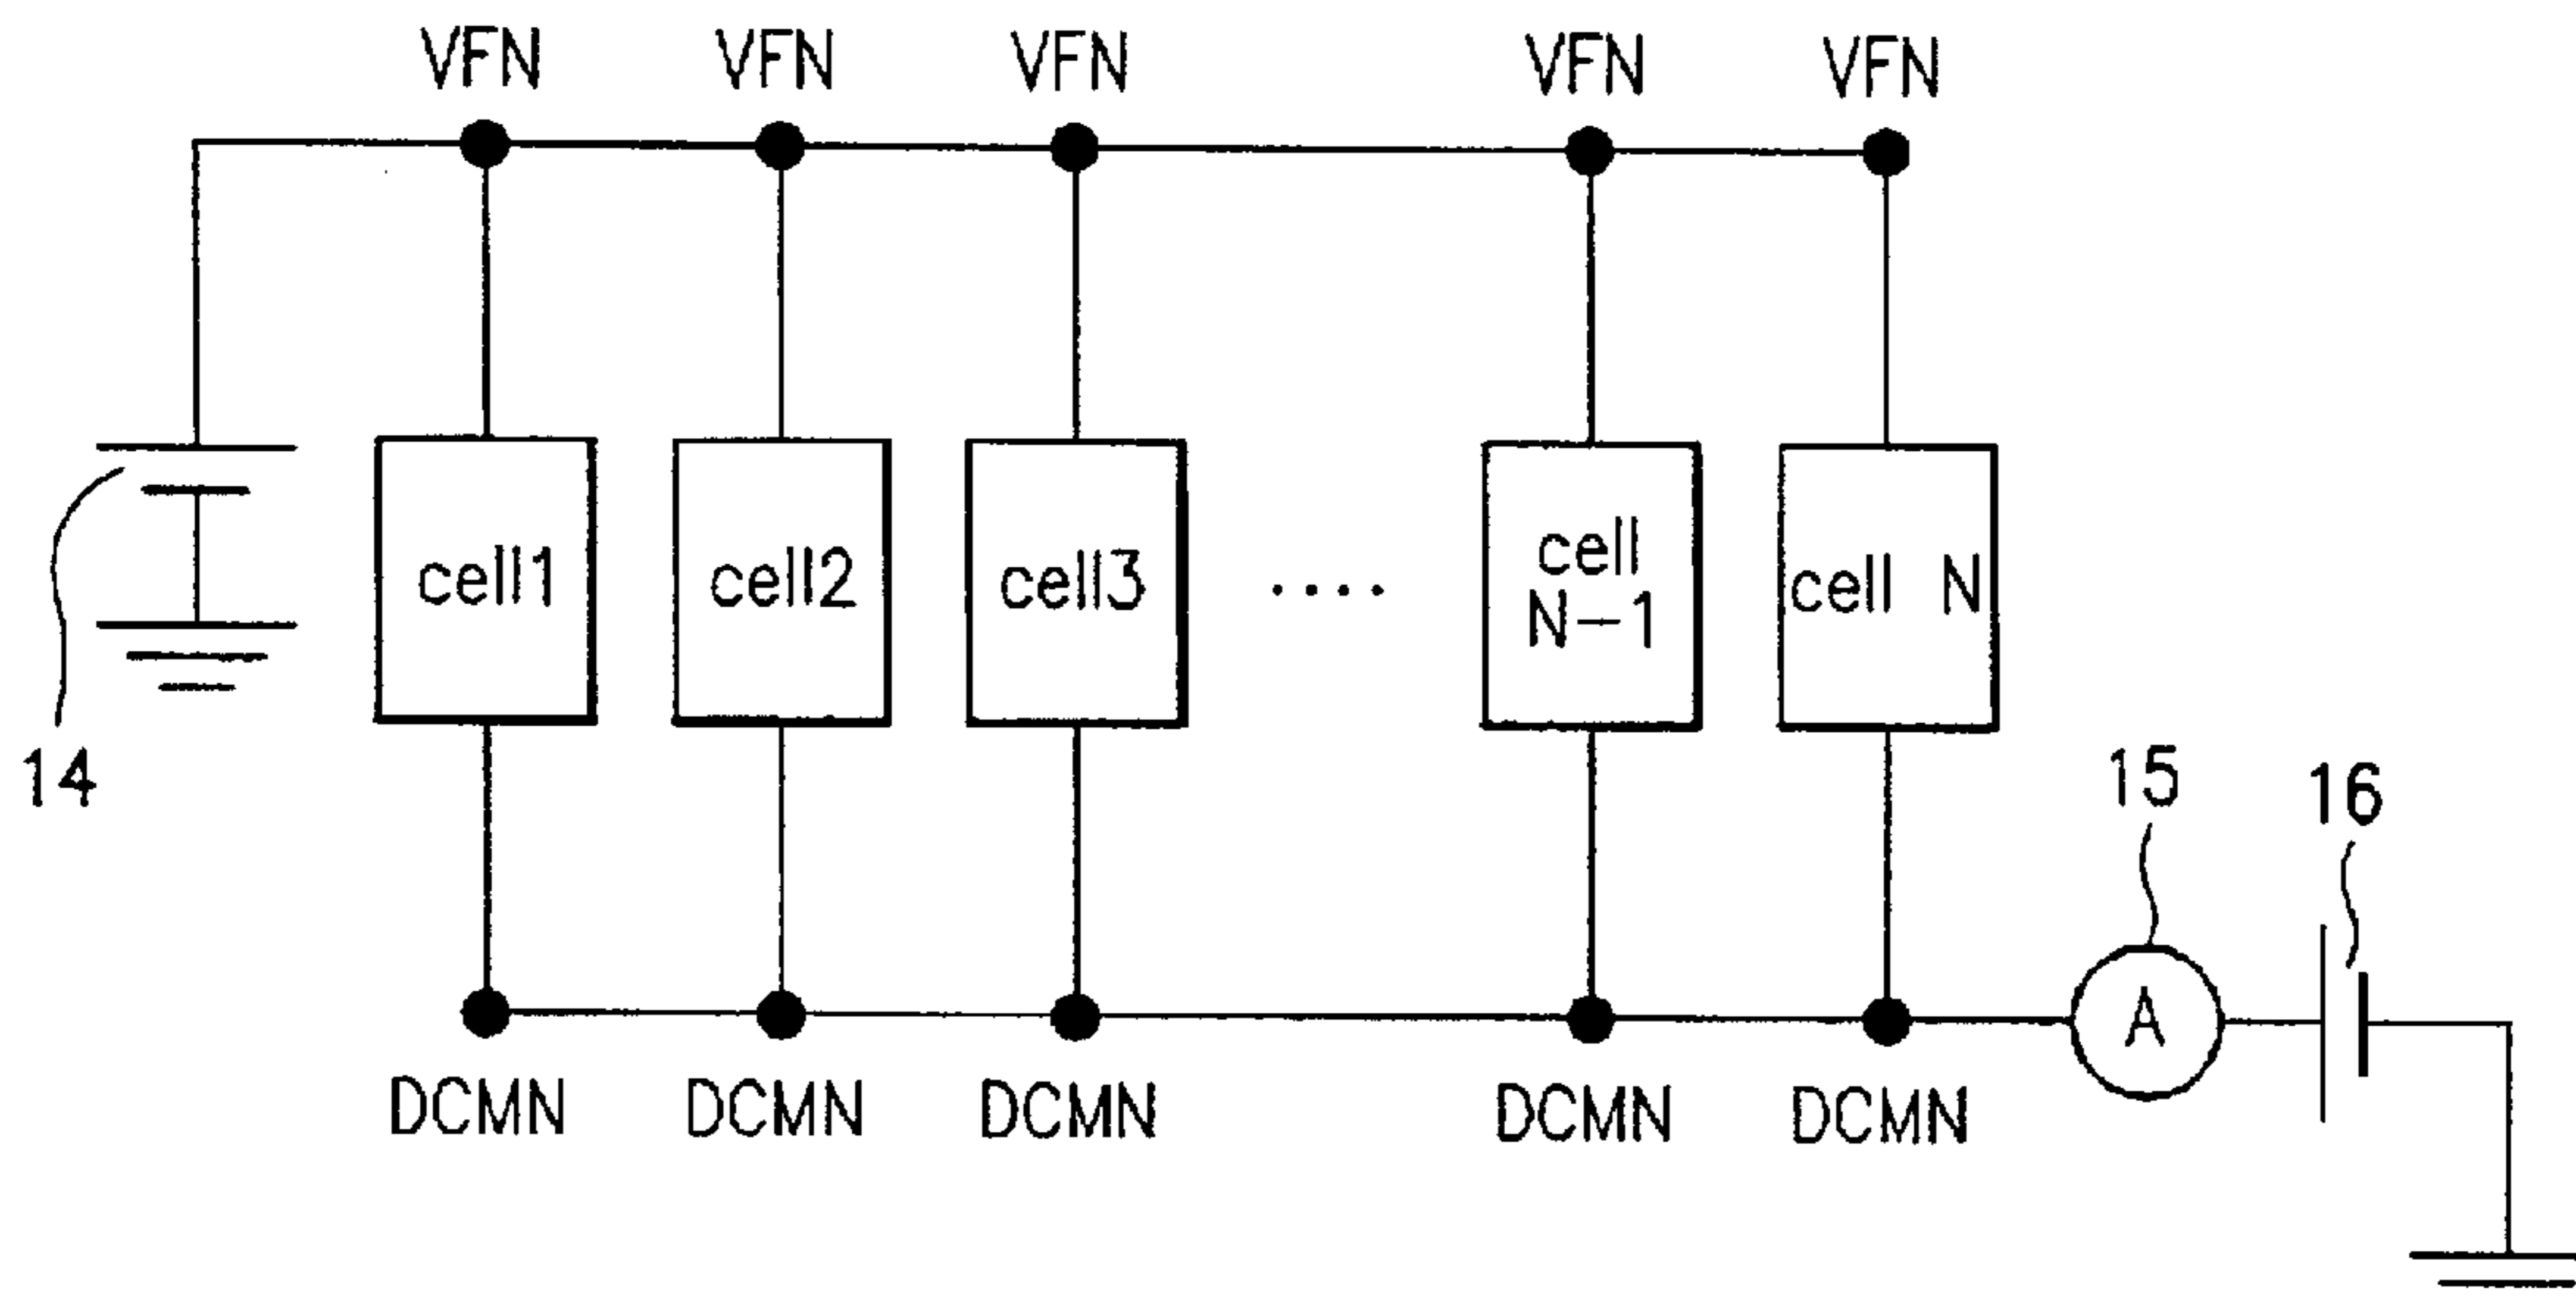 VFN VFN VFN VFN VFN
cell1 cell2 cell3 .... cell
N-1 cell N
14
15
16
A
DCMN DCMN DCMN DCMN DCMN